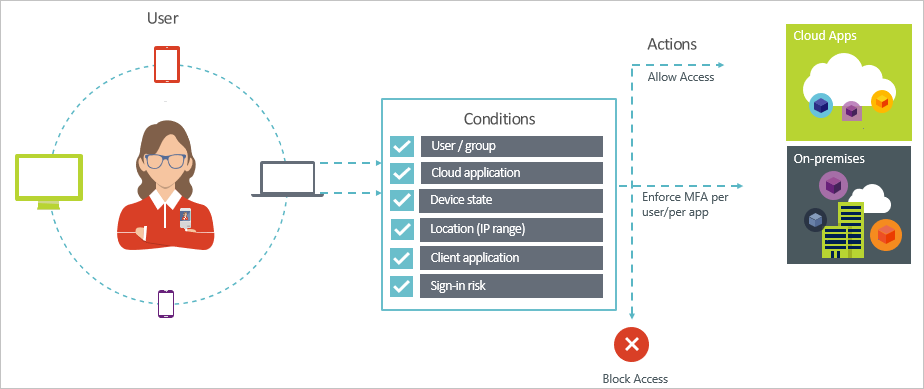 User
Conditions
User / group
Cloud application
Device state
Location (IP range)
Client application
Sign-in risk
Actions
Allow Access
Enforce MFA per
user/per app
Block Access
Cloud Apps
On-premises